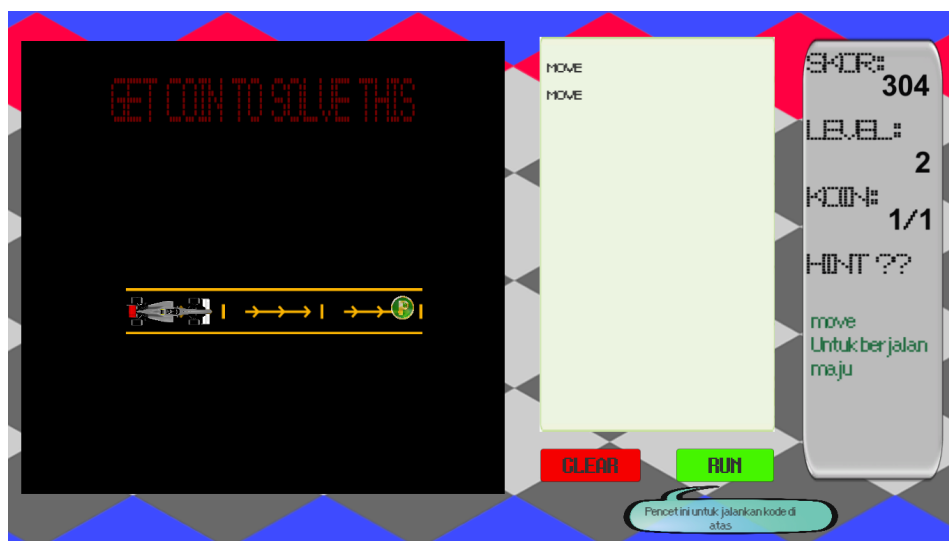 GET COIN TO SOLVE THIS
MOVE
MOVE
CLEAR
RUN
Pencet ini untuk jalankan kode di
atas
SKOR:
304
LEVEL:
2
KOIN:
1/1
HINT ??
move
Untuk berjalan
maju
P